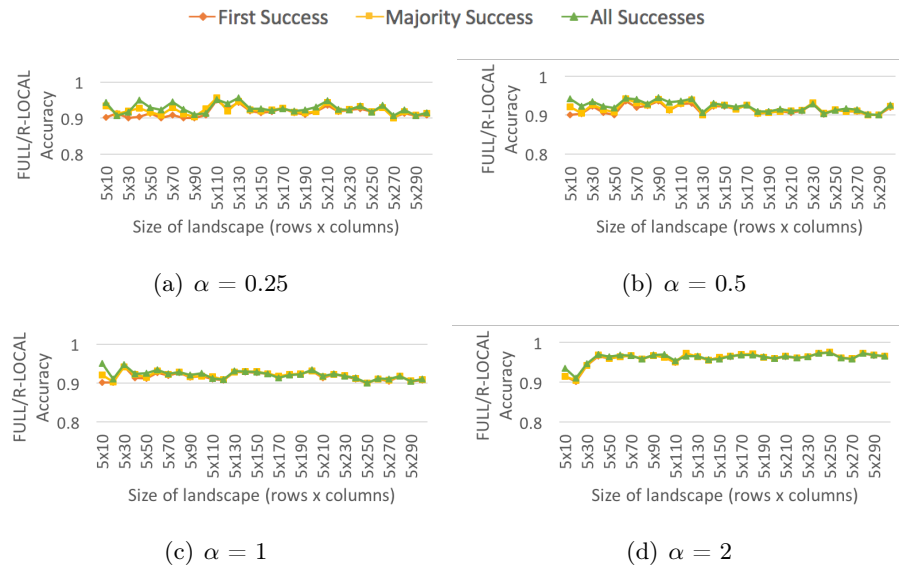 First Success Majority Success All Successes
FULL/R-LOCAL
Accuracy
1
0.9
0.8
5x10
5x30
5x50
5x70
5x90
5x110
5x130
5x150
5x170
5x190
5x210
5x230
5x250
5x270
5x290
Size of landscape (rows x columns)
(a) α = 0.25
FULL/R-LOCAL
Accuracy
1
0.9
0.8
5x10
5x30
5x50
5x70
5x90
5x110
5x130
5x150
5x170
5x190
5x210
5x230
5x250
5x270
5x290
Size of landscape (rows x columns)
(b) α = 0.5
FULL/R-LOCAL
Accuracy
1
0.9
0.8
5x10
5x30
5x50
5x70
5x90
5x110
5x130
5x150
5x170
5x190
5x210
5x230
5x250
5x270
5x290
Size of landscape (rows x columns)
(c) α = 1
FULL/R-LOCAL
Accuracy
1
0.9
0.8
5x10
5x30
5x50
5x70
5x90
5x110
5x130
5x150
5x170
5x190
5x210
5x230
5x250
5x270
5x290
Size of landscape (rows x columns)
(d) α = 2